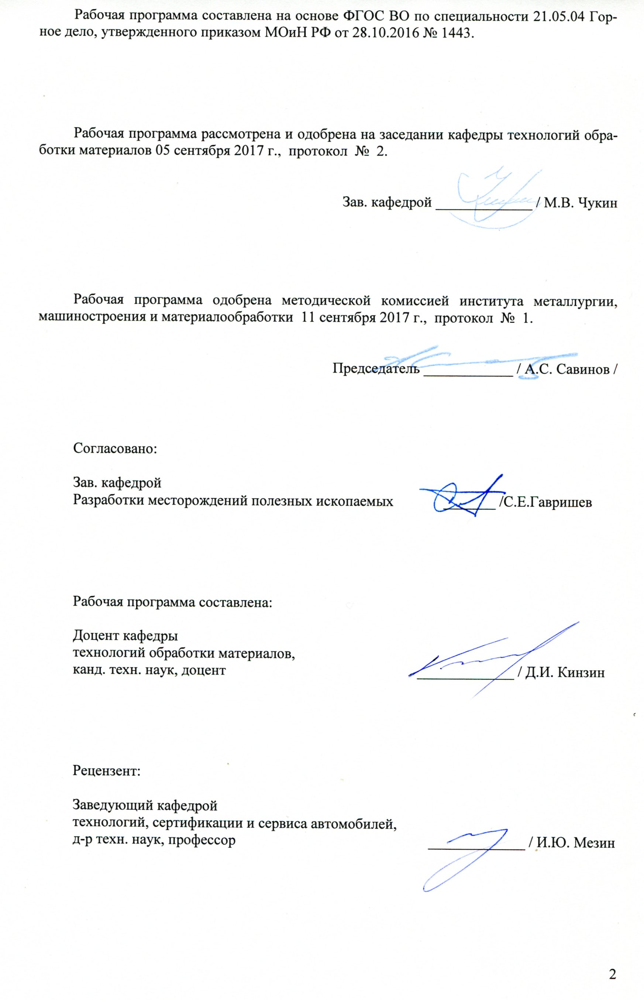 Рабочая программа составлена на основе ФГОС ВО по специальности 21.05.04 Гор-
ное дело, утвержденного приказом МОиН РФ от 28.10.2016 № 1443.
Рабочая программа рассмотрена и одобрена на заседании кафедры технологий обра-
ботки материалов 05 сентября 2017 г., протокол № 2.
Зав. кафедрой _____________ / М.В. Чукин
Рабочая программа одобрена методической комиссией института металлургии,
машиностроения и материалообработки 11 сентября 2017 г., протокол № 1.
Председатель ____________ / А.С. Савинов /
Согласовано:
Зав. кафедрой
Разработки месторождений полезных ископаемых _______ /С.Е.Гавришев
Рабочая программа составлена:
Доцент кафедры
технологий обработки материалов,
канд. техн. наук, доцент _____________ / Д.И. Кинзин
Рецензент:
Заведующий кафедрой
технологий, сертификации и сервиса автомобилей,
д-р техн. наук, профессор _____________ / И.Ю. Мезин
2